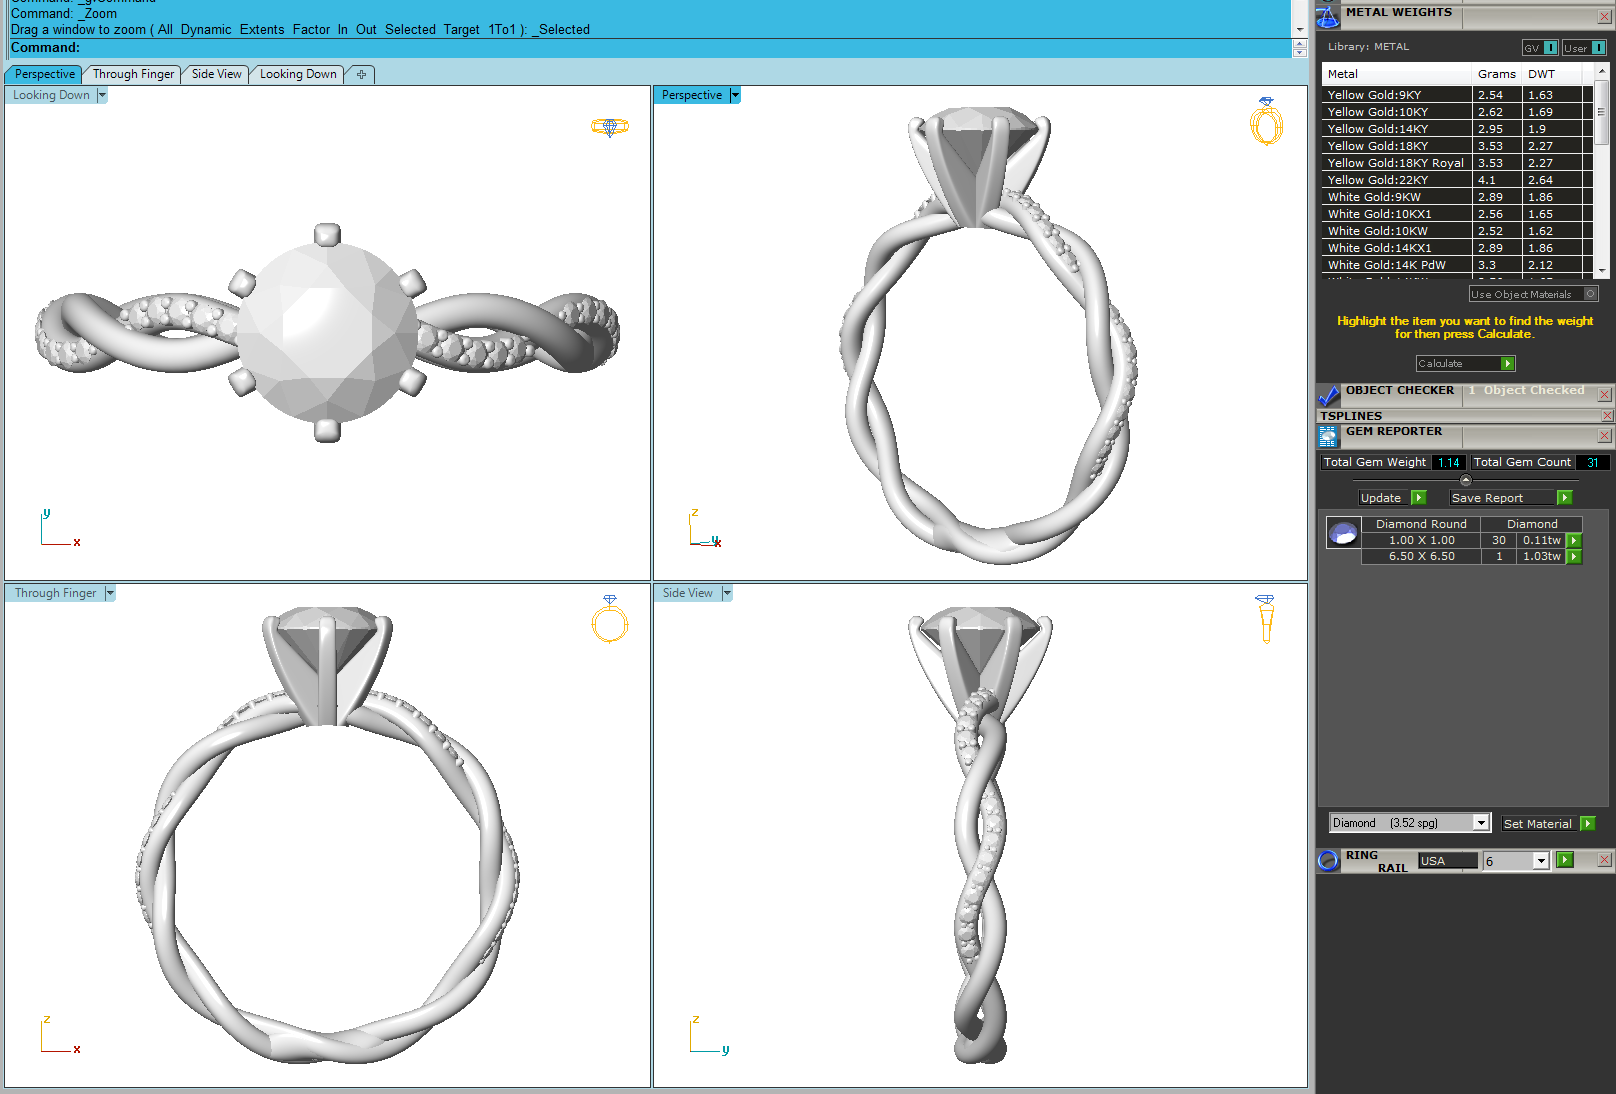 Command: _gvCommand
Command: _Zoom
Drag a window to zoom ( All Dynamic Extents Factor In Out Selected Target 1To1 ): _Selected
Command:
Perspective Through Finger Side View Looking Down
Looking Down
Perspective
y
x
z
y
x
Through Finger
Side View
z
x
z
y
METAL WEIGHTS
Library: METAL GV I User I
Metal Grams DWT
Yellow Gold:9KY 2.54 1.63
Yellow Gold:10KY 2.62 1.69
Yellow Gold:14KY 2.95 1.9
Yellow Gold:18KY 3.53 2.27
Yellow Gold:18KY Royal 3.53 2.27
Yellow Gold:22KY 4.1 2.64
White Gold:9KW 2.89 1.86
White Gold:10KX1 2.56 1.65
White Gold:10KW 2.52 1.62
White Gold:14KX1 2.89 1.86
White Gold:14K PdW 3.3 2.12
Use Object Materials O
Highlight the item you want to find the weight
for then press Calculate.
Calculate
OBJECT CHECKER 1 Object Checked
TSPLINES
GEM REPORTER
Total Gem Weight 1.14 Total Gem Count 31
Update Save Report
Diamond Round Diamond
1.00 X 1.00 30 0.11tw
6.50 X 6.50 1 1.03tw
Diamond (3.52 spg) Set Material
RING RAIL USA 6